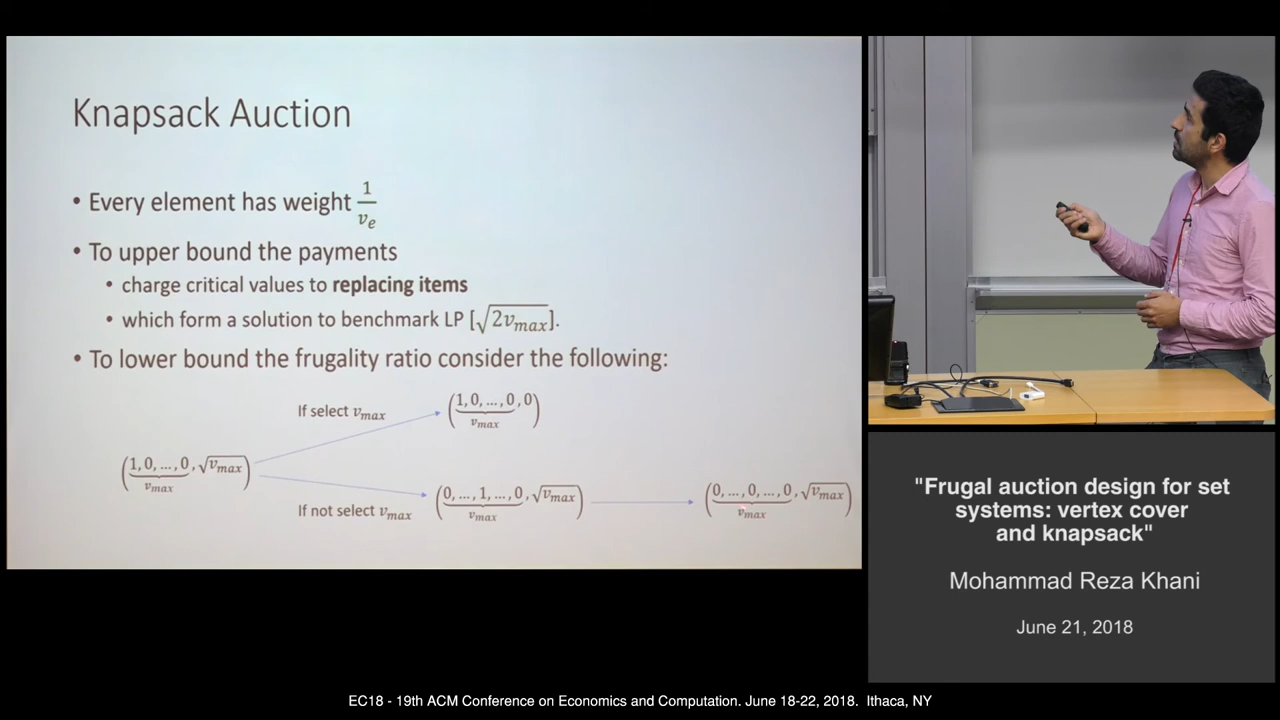 Knapsack Auction
• Every element has weight 1/v_e
• To upper bound the payments
• charge critical values to replacing items
• which form a solution to benchmark LP [√2v_max].
• To lower bound the frugality ratio consider the following:
If select v_max
(1, 0, ..., 0, 0)
v_max
(1, 0, ..., 0, √v_max)
v_max
If not select v_max
(0, ..., 1, ..., 0, √v_max)
v_max
(0, ..., 0, ..., 0, √v_max)
v_max
"Frugal auction design for set
systems: vertex cover
and knapsack"
Mohammad Reza Khani
June 21, 2018
EC18 - 19th ACM Conference on Economics and Computation. June 18-22, 2018. Ithaca, NY